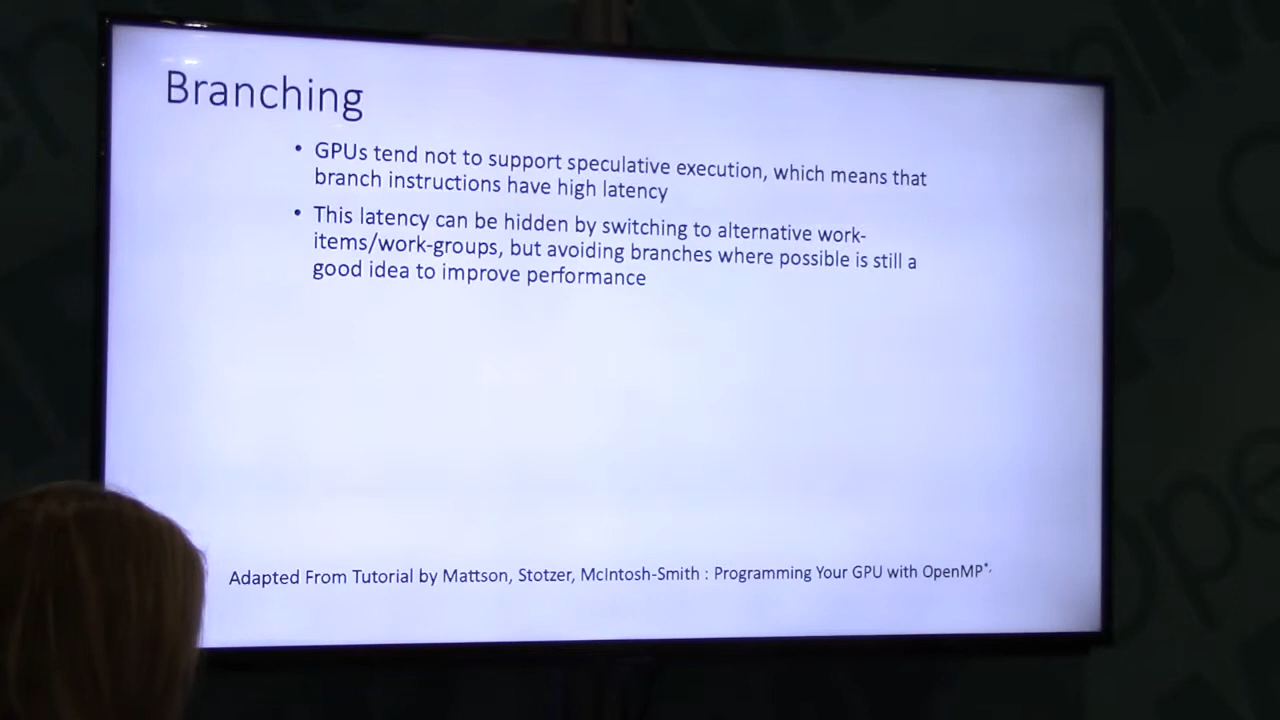 Branching
• GPUs tend not to support speculative execution, which means that
branch instructions have high latency
• This latency can be hidden by switching to alternative work-
items/work-groups, but avoiding branches where possible is still a
good idea to improve performance
Adapted From Tutorial by Mattson, Stotzer, McIntosh-Smith : Programming Your GPU with OpenMP*.